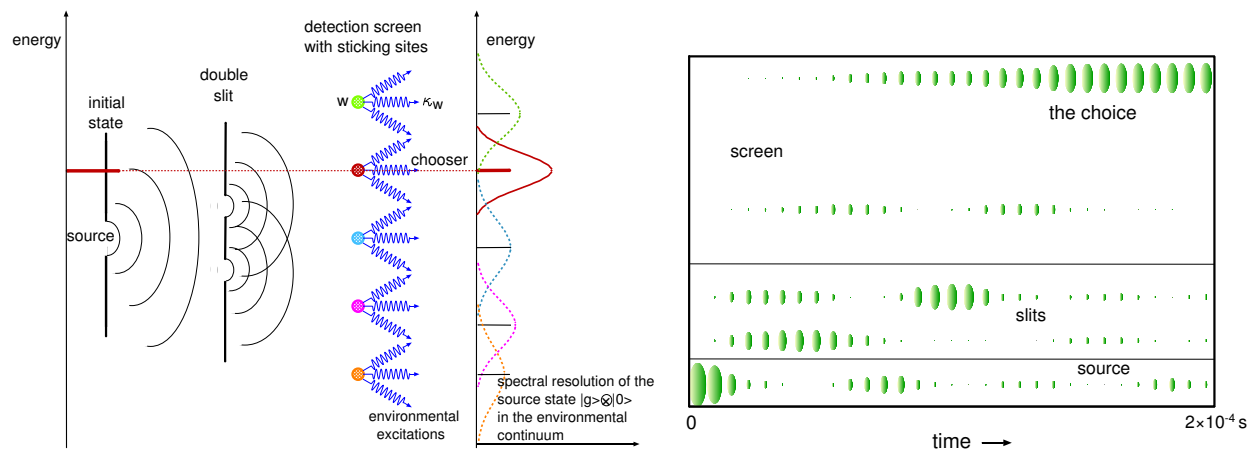 energy
initial
state
source
double
slit
detection screen
with sticking sites
w
κw
chooser
environmental
excitations
energy
spectral resolution of the
source state |g>⊗|0>
in the environmental
continuum
the choice
screen
slits
source
0
2×10⁻⁴ s
time